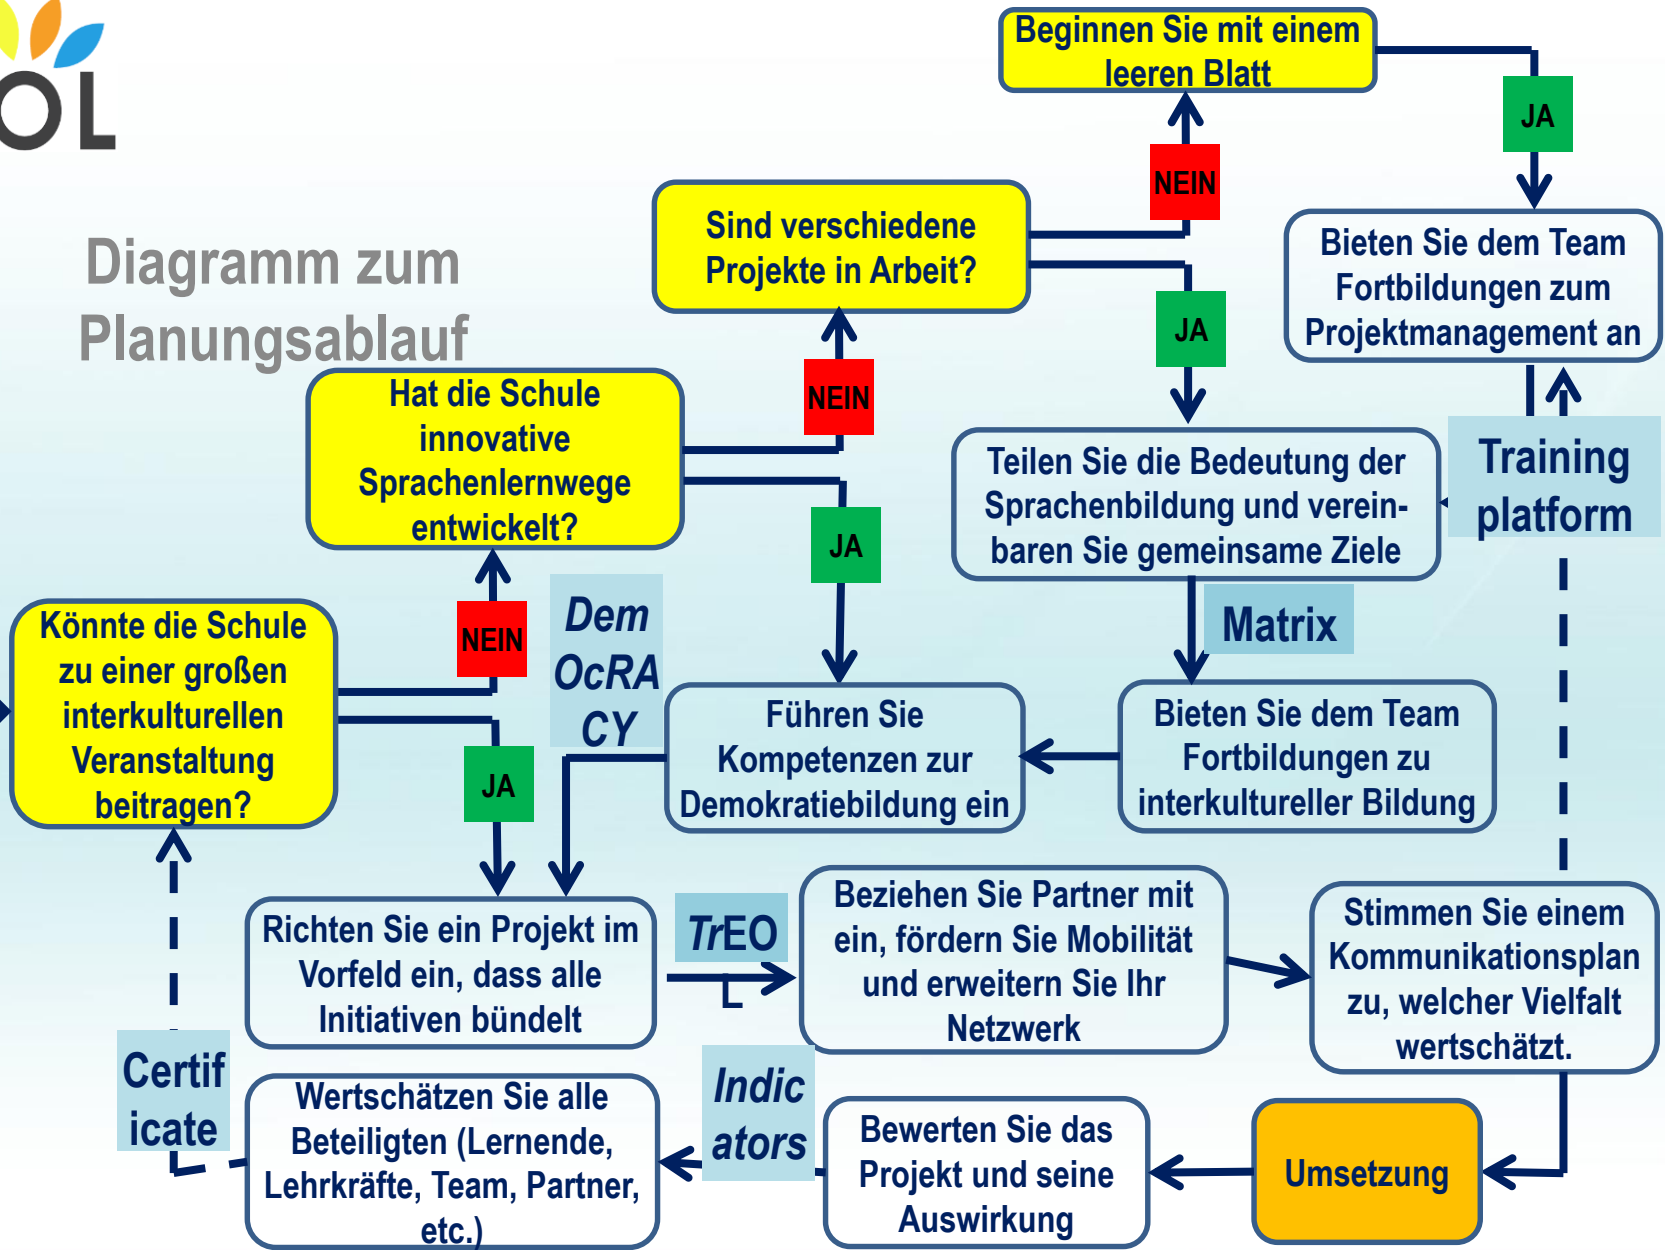 OL
Diagramm zum
Planungsablauf
Beginnen Sie mit einem
leeren Blatt
JA
NEIN
Sind verschiedene
Projekte in Arbeit?
Bieten Sie dem Team
Fortbildungen zum
Projektmanagement an
JA
NEIN
Hat die Schule
innovative
Sprachenlernwege
entwickelt?
Teilen Sie die Bedeutung der
Sprachenbildung und verein-
baren Sie gemeinsame Ziele
Training
platform
JA
NEIN
Dem
OcRA
CY
Matrix
Könnte die Schule
zu einer großen
interkulturellen
Veranstaltung
beitragen?
JA
Führen Sie
Kompetenzen zur
Demokratiebildung ein
Bieten Sie dem Team
Fortbildungen zu
interkultureller Bildung
Richten Sie ein Projekt im
Vorfeld ein, dass alle
Initiativen bündelt
TrEO
L
Beziehen Sie Partner mit
ein, fördern Sie Mobilität
und erweitern Sie Ihr
Netzwerk
Stimmen Sie einem
Kommunikationsplan
zu, welcher Vielfalt
wertschätzt.
Certif
icate
Wertschätzen Sie alle
Beteiligten (Lernende,
Lehrkräfte, Team, Partner,
etc.)
Indic
ators
Bewerten Sie das
Projekt und seine
Auswirkung
Umsetzung